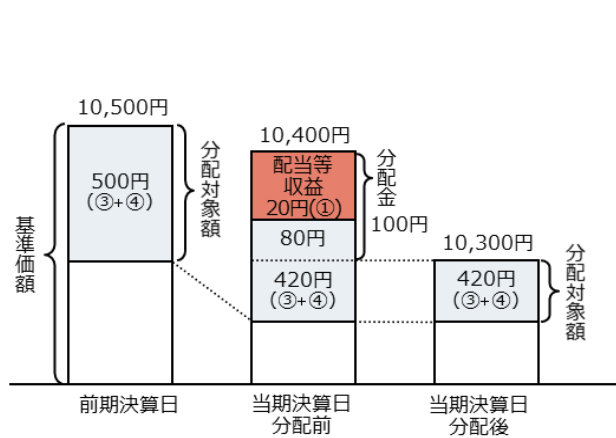 10,500円
500円
(③+④)
分配対象額
基準価額
前期決算日
10,400円
配当等
収益
20円(①)
80円
420円
(③+④)
分配金
100円
当期決算日
分配前
10,300円
420円
(③+④)
分配対象額
当期決算日
分配後